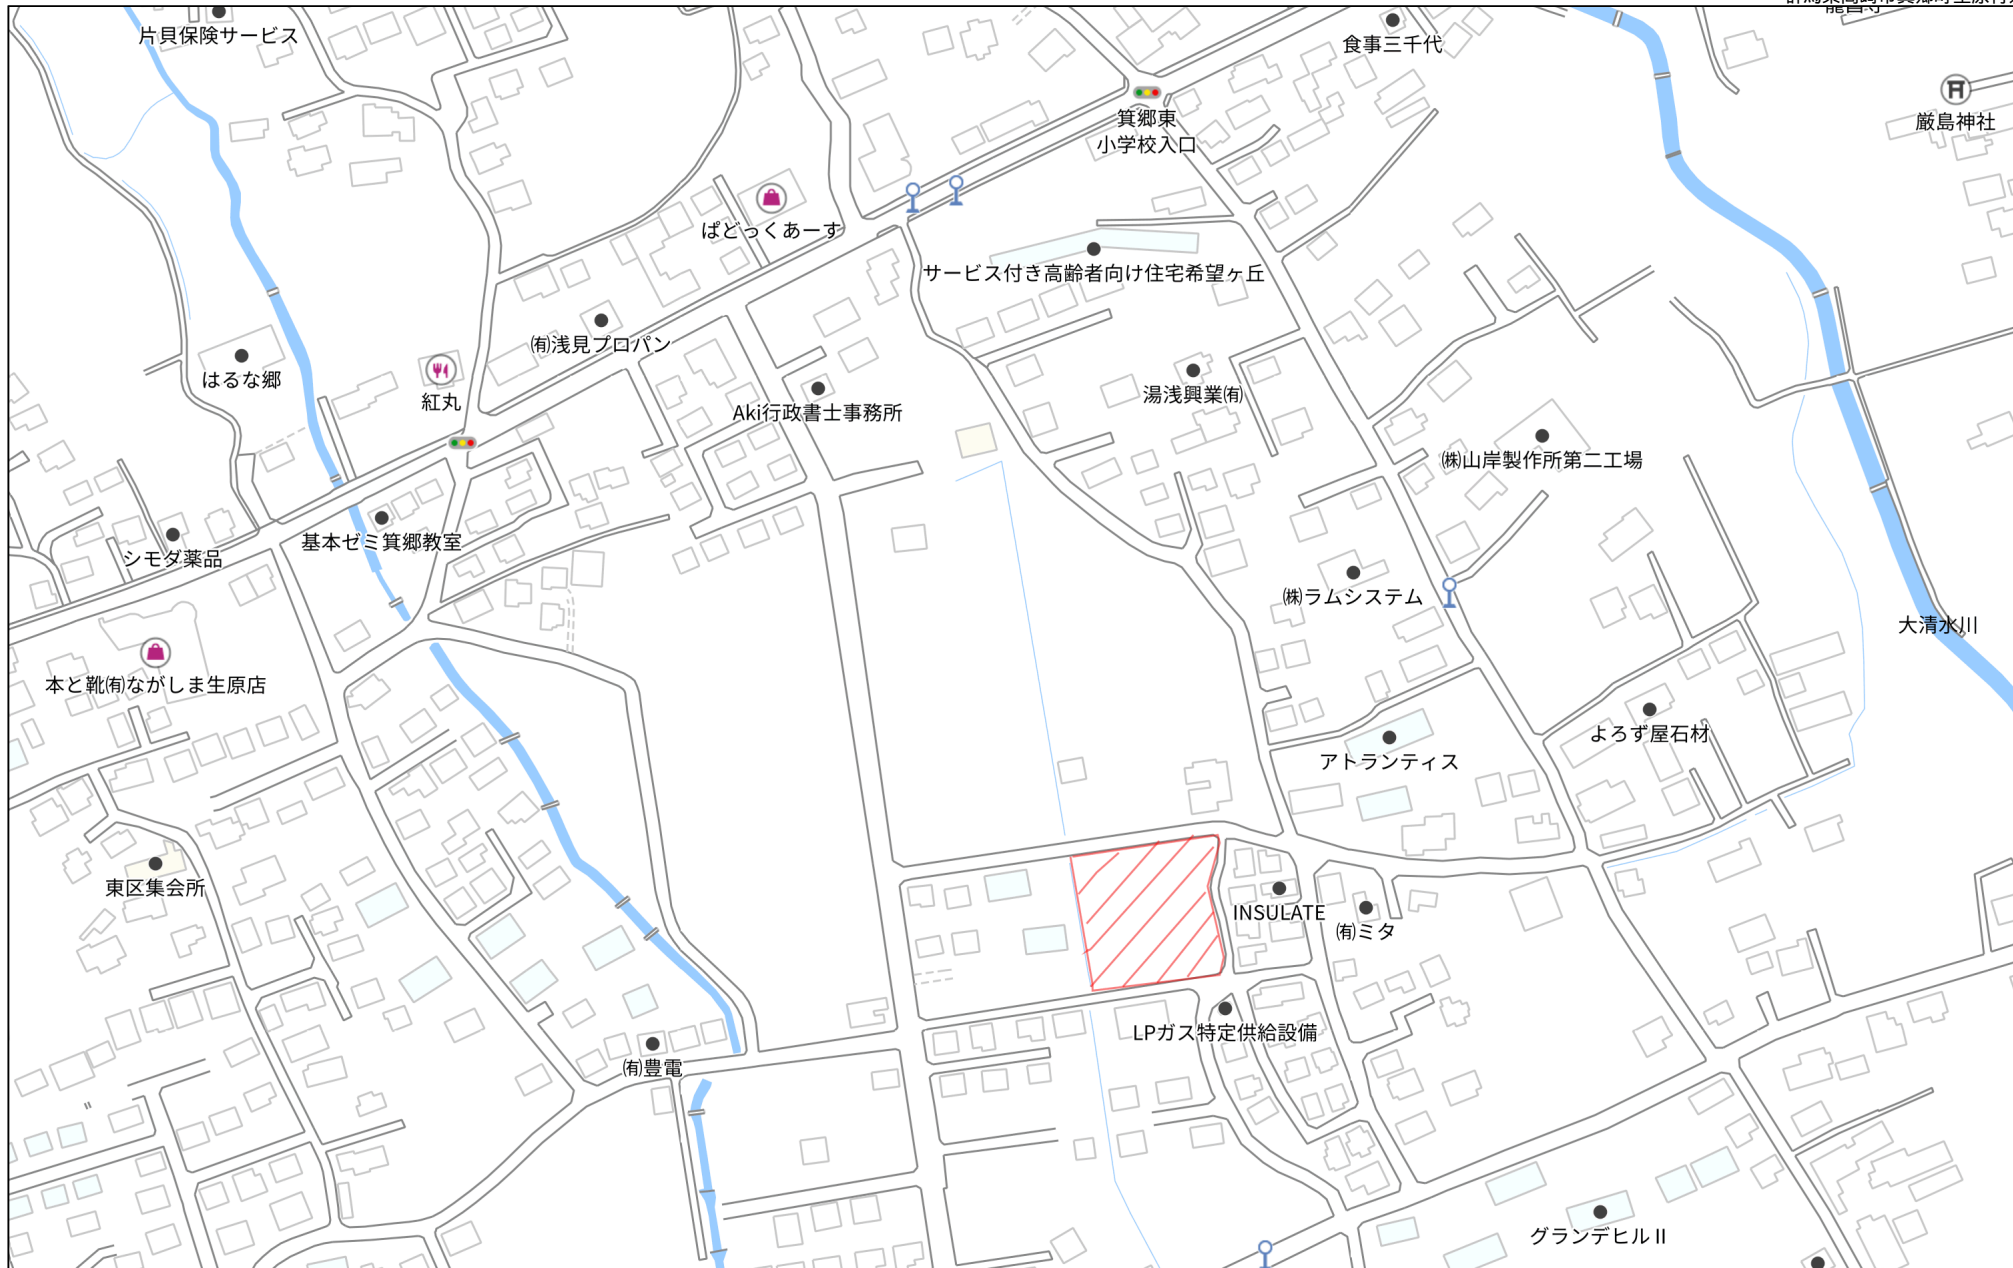 片貝保険サービス
食事三千代
厳島神社
箕郷東
小学校入口
ぱどっくあーす
サービス付き高齢者向け住宅希望ヶ丘
㈲浅見プロパン
はるな郷
紅丸
Aki行政書士事務所
湯浅興業㈲
㈱山岸製作所第二工場
シモダ薬品
基本ゼミ箕郷教室
㈱ラムシステム
大清水川
本と靴㈲ながしま生原店
よろず屋石材
アトランティス
東区集会所
INSULATE
㈲ミタ
LPガス特定供給設備
㈲豊電
グランデヒルⅡ